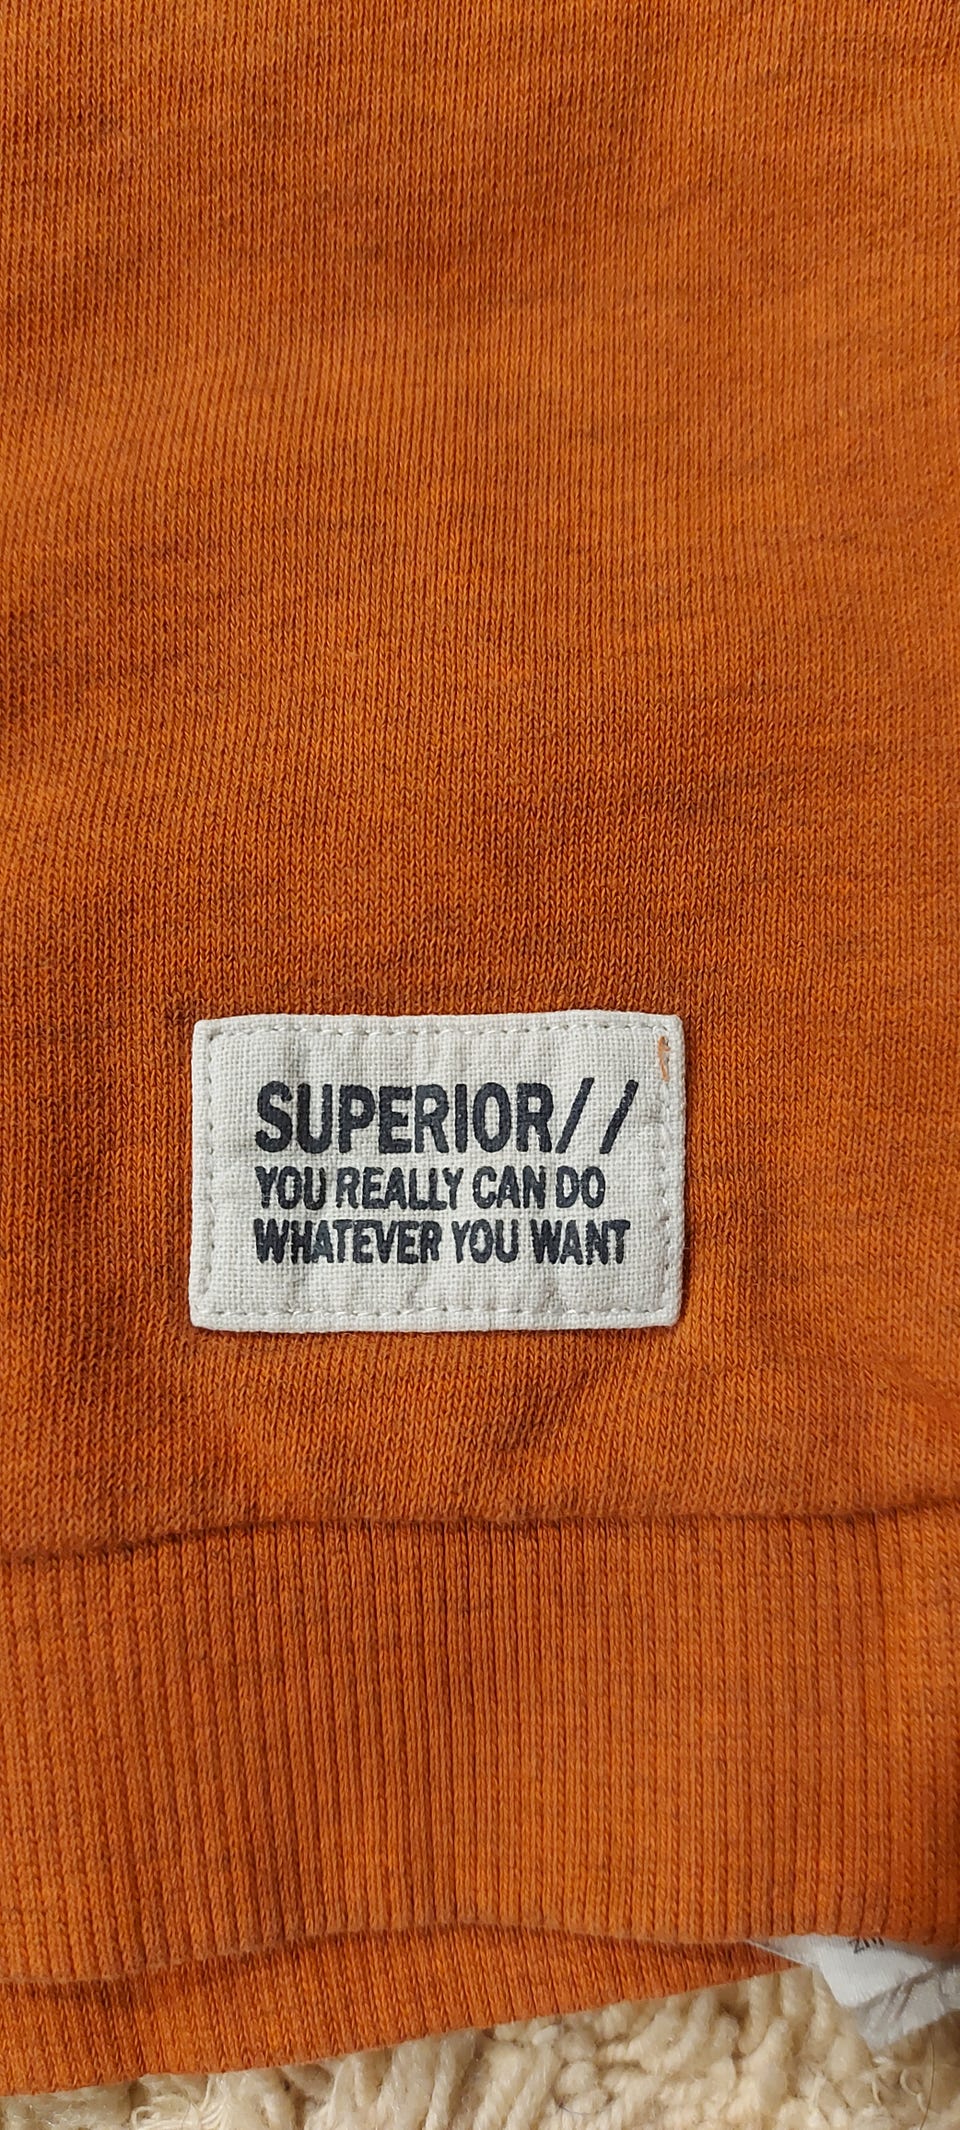 SUPERIOR//
YOU REALLY CAN DO
WHATEVER YOU WANT